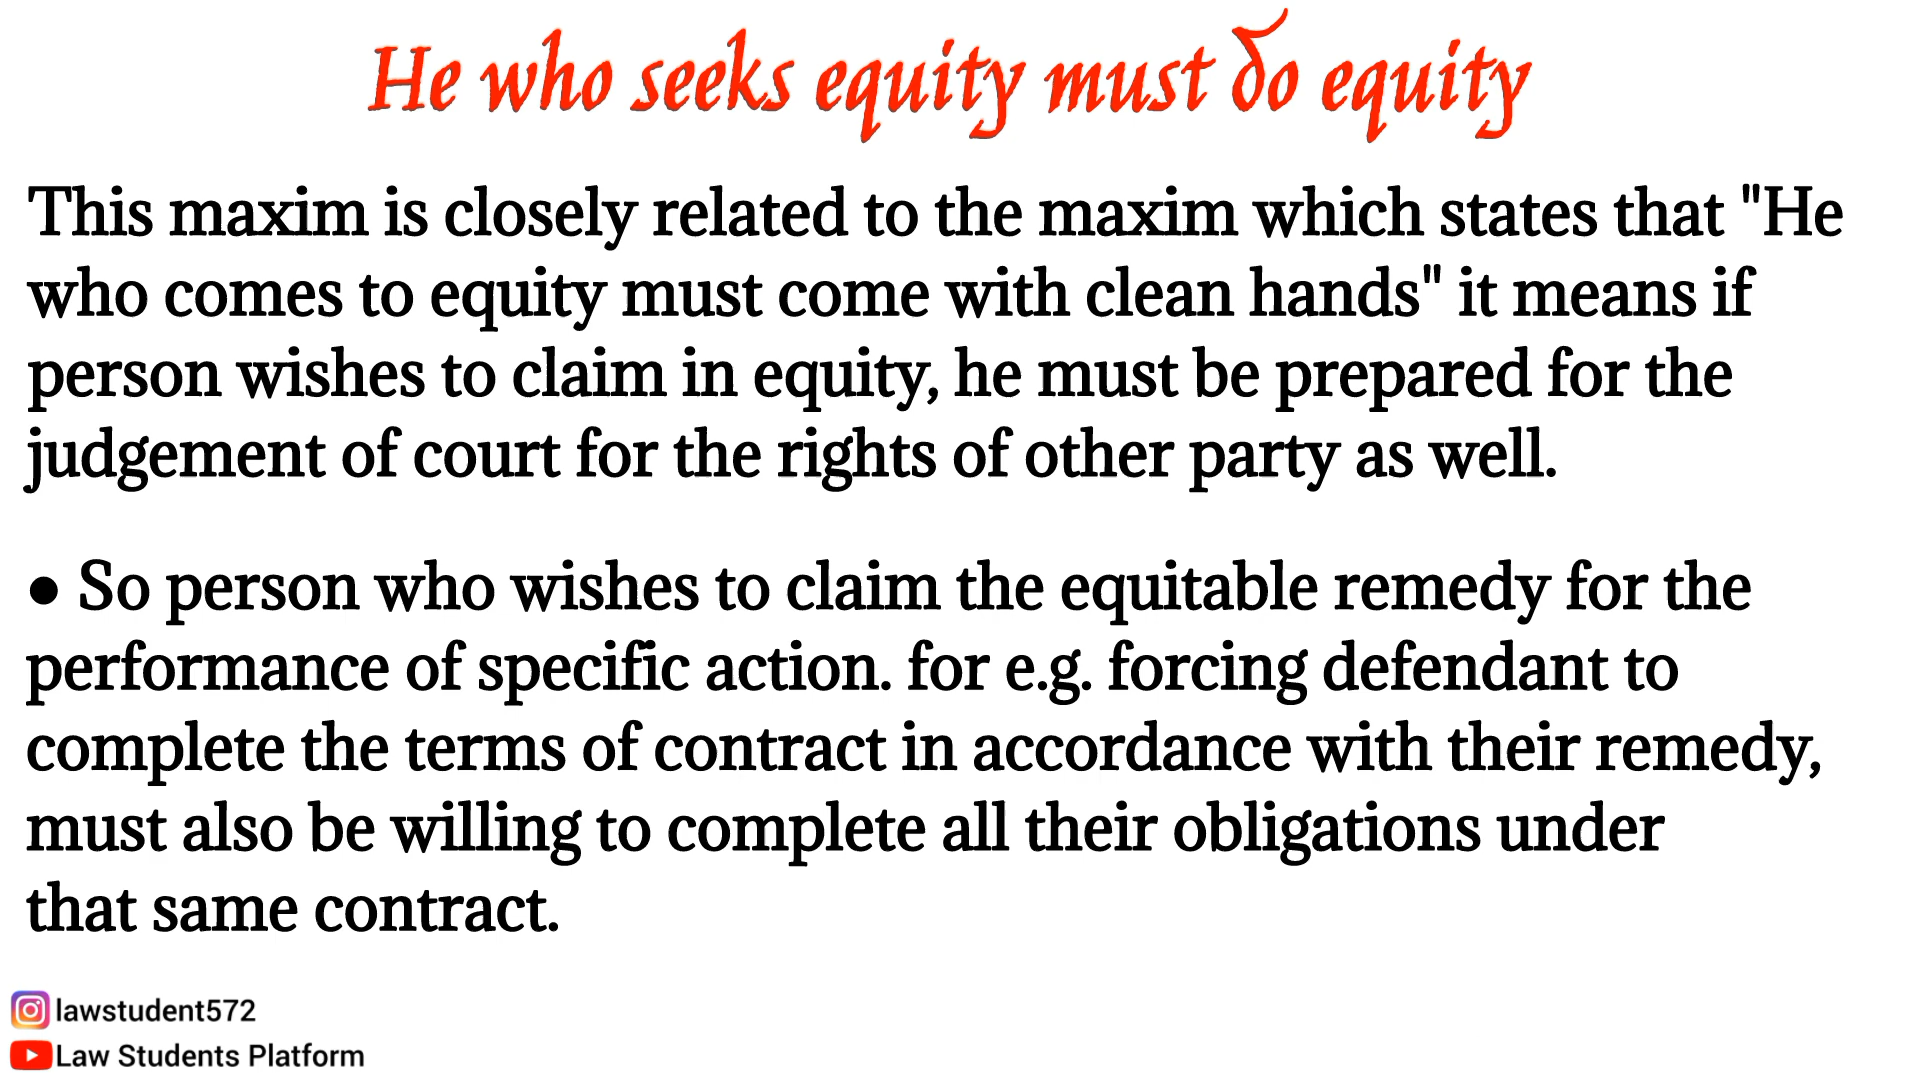 He who seeks equity must do equity
This maxim is closely related to the maxim which states that "He
who comes to equity must come with clean hands" it means if
person wishes to claim in equity, he must be prepared for the
judgement of court for the rights of other party as well.
● So person who wishes to claim the equitable remedy for the
performance of specific action. for e.g. forcing defendant to
complete the terms of contract in accordance with their remedy,
must also be willing to complete all their obligations under
that same contract.
lawstudent572
Law Students Platform